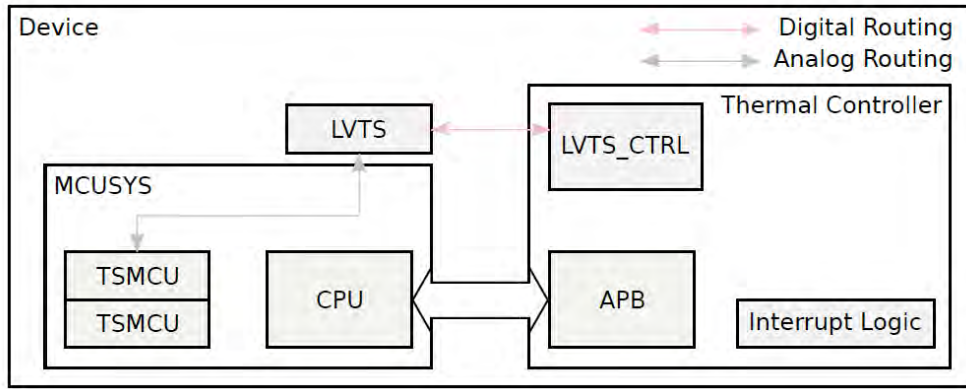 Device
Digital Routing
Analog Routing
Thermal Controller
LVTS
LVTS_CTRL
MCUSYS
TSMCU
TSMCU
CPU
APB
Interrupt Logic